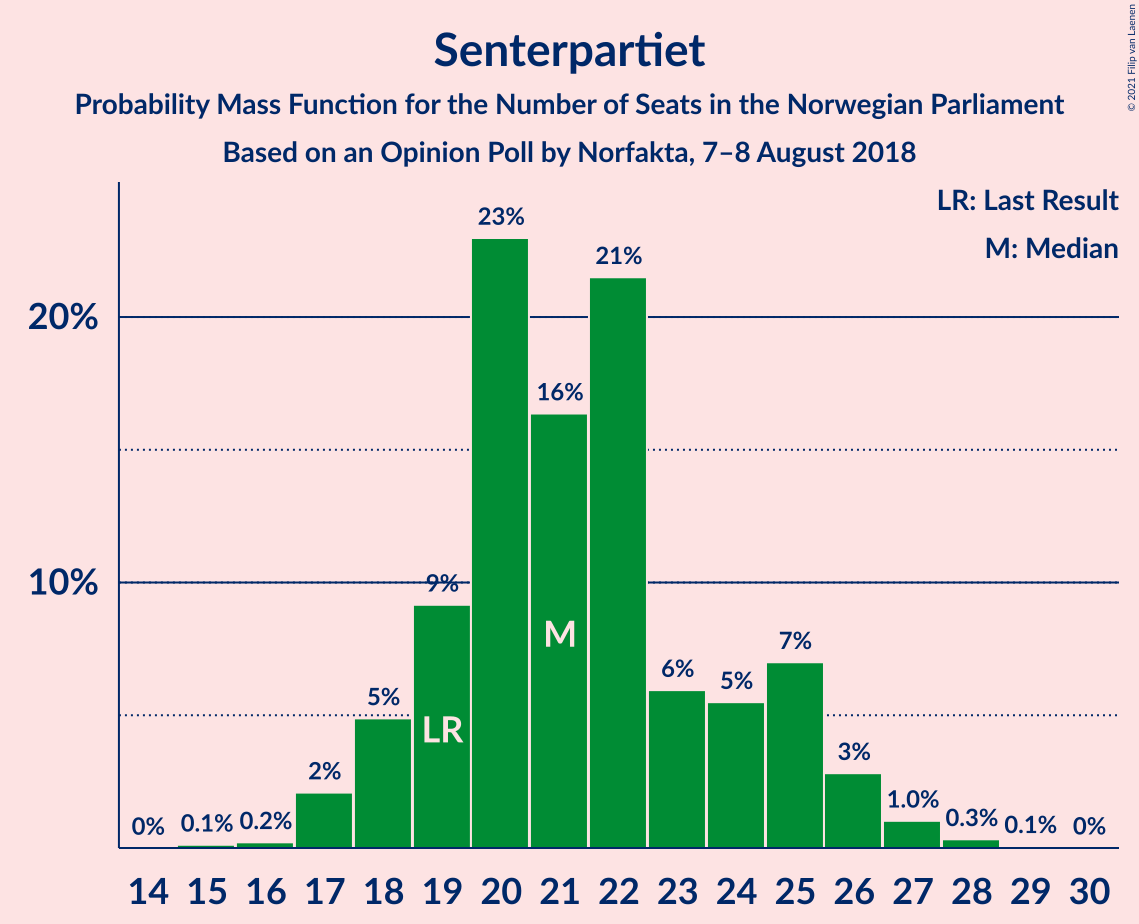 Senterpartiet
Probability Mass Function for the Number of Seats in the Norwegian Parliament
Based on an Opinion Poll by Norfakta, 7–8 August 2018
© 2021 Filip van Laenen
LR: Last Result
M: Median
23%
21%
20%
16%
10%
9%
M
7%
6%
5%
5%
LR
3%
2%
1.0%
0% 0.1% 0.2% 0.3% 0.1% 0%
14 15 16 17 18 19 20 21 22 23 24 25 26 27 28 29 30